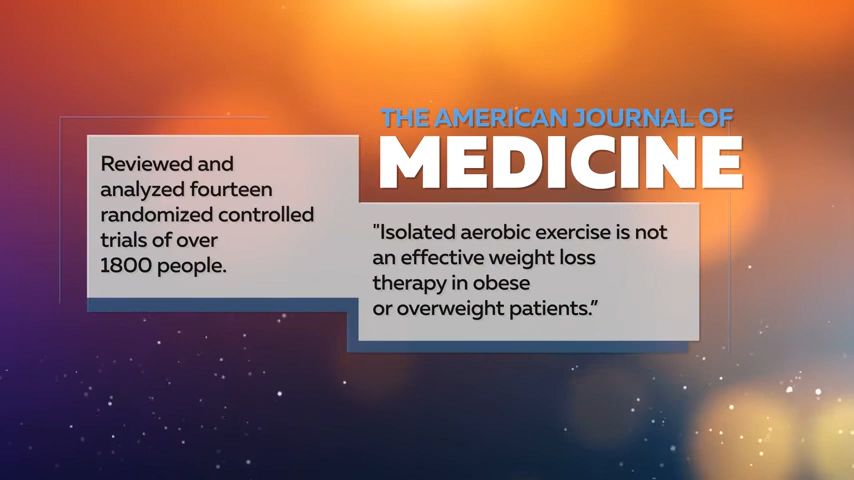 THE AMERICAN JOURNAL OF
MEDICINE
Reviewed and
analyzed fourteen
randomized controlled
trials of over
1800 people.
"Isolated aerobic exercise is not
an effective weight loss
therapy in obese
or overweight patients.”